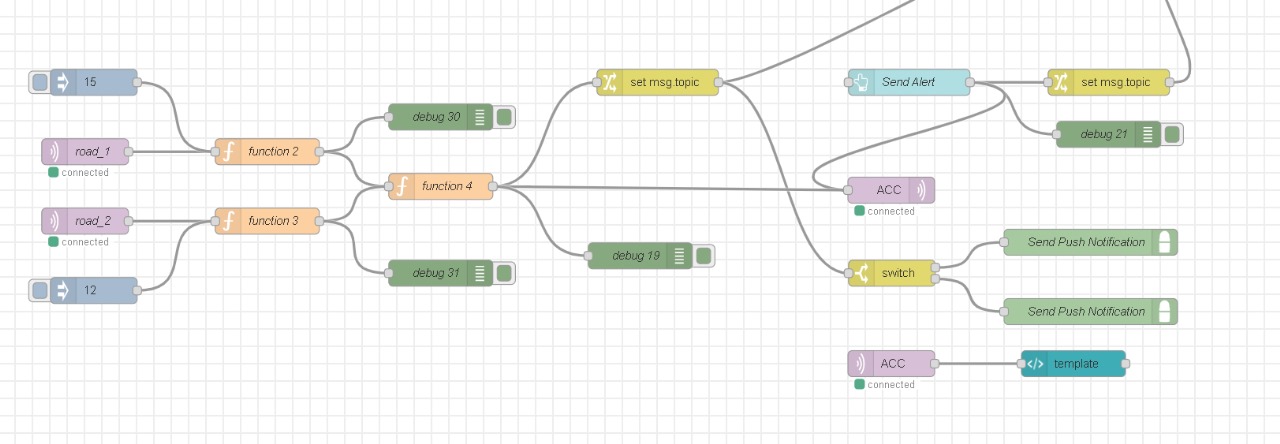 15
set msg.topic
Send Alert
set msg.topic
debug 30
debug 21
road_1
function 2
connected
function 4
ACC
connected
road_2
function 3
connected
Send Push Notification
debug 19
debug 31
switch
12
Send Push Notification
ACC
template
connected